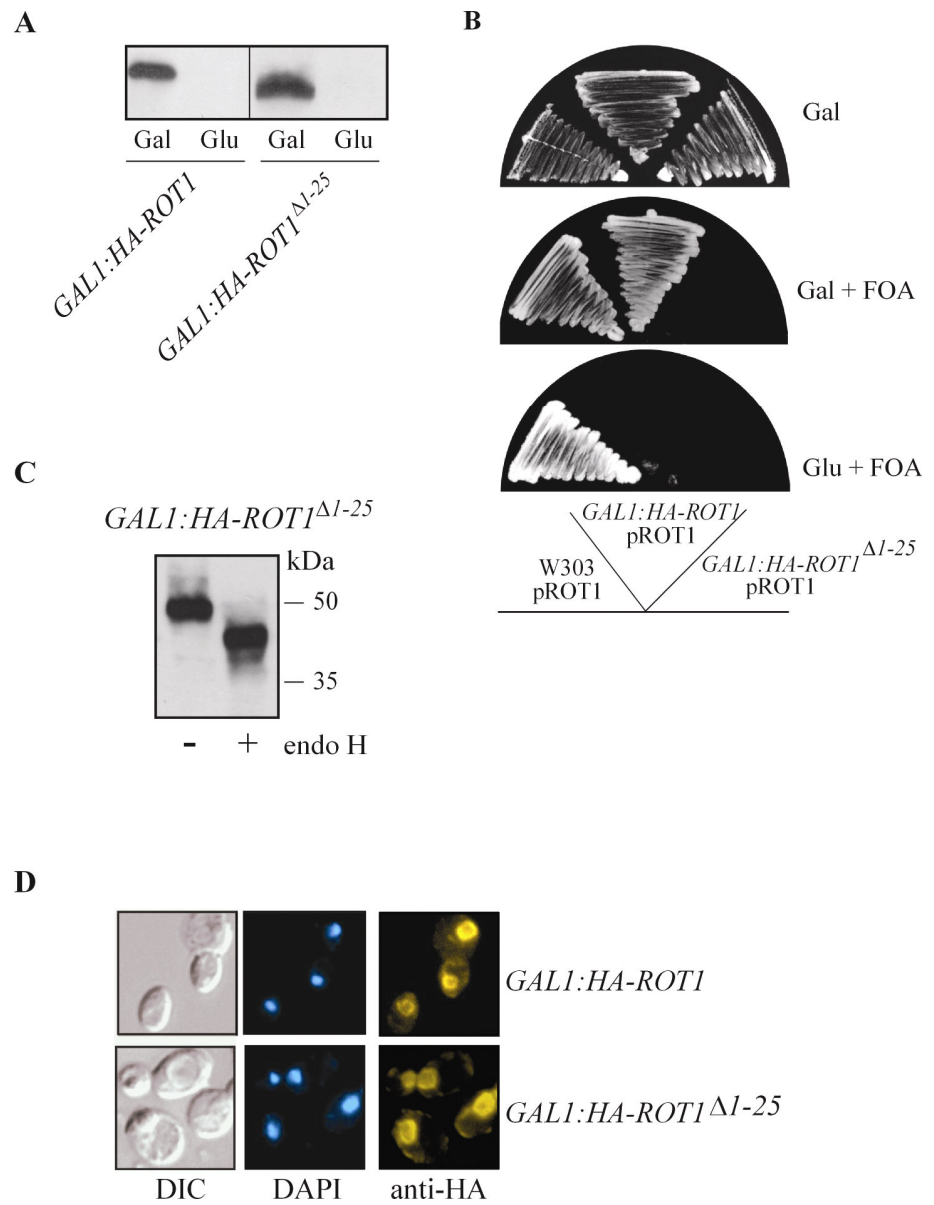 A
Gal Glu Gal Glu
GAL1:HA-ROT1
GAL1:HA-ROT1Δ1-25
B
Gal
Gal + FOA
Glu + FOA
GAL1:HA-ROT1
pROT1
W303
pROT1
GAL1:HA-ROT1Δ1-25
pROT1
C
GAL1:HA-ROT1Δ1-25
kDa
50
35
- + endo H
D
GAL1:HA-ROT1
GAL1:HA-ROT1Δ1-25
DIC DAPI anti-HA